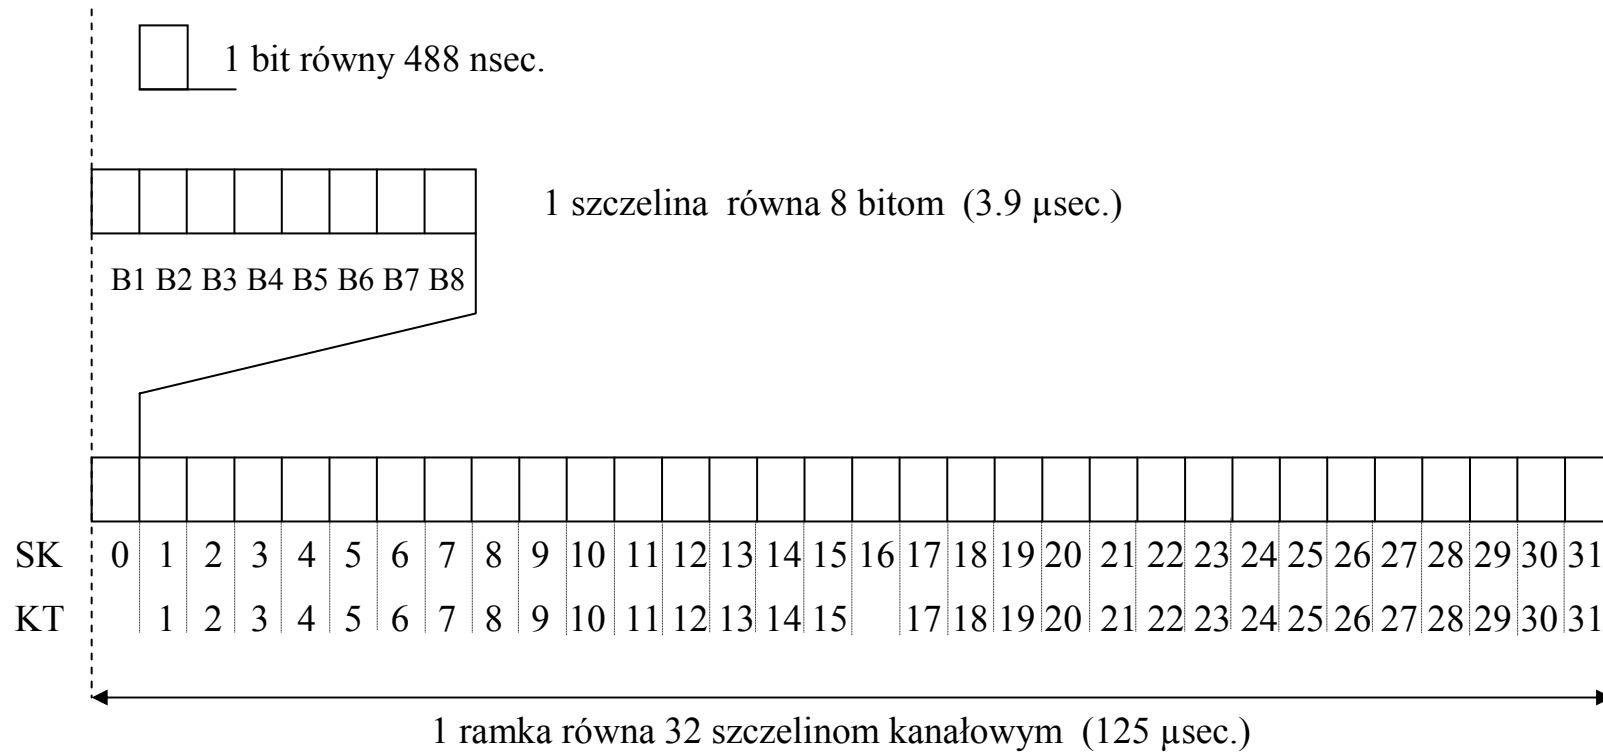 1 bit równy 488 nsec.
1 szczelina równa 8 bitom (3.9 µsec.)
B1 B2 B3 B4 B5 B6 B7 B8
SK 0 1 2 3 4 5 6 7 8 9 10 11 12 13 14 15 16 17 18 19 20 21 22 23 24 25 26 27 28 29 30 31
KT 1 2 3 4 5 6 7 8 9 10 11 12 13 14 15 17 18 19 20 21 22 23 24 25 26 27 28 29 30 31
1 ramka równa 32 szczelinom kanałowym (125 µsec.)